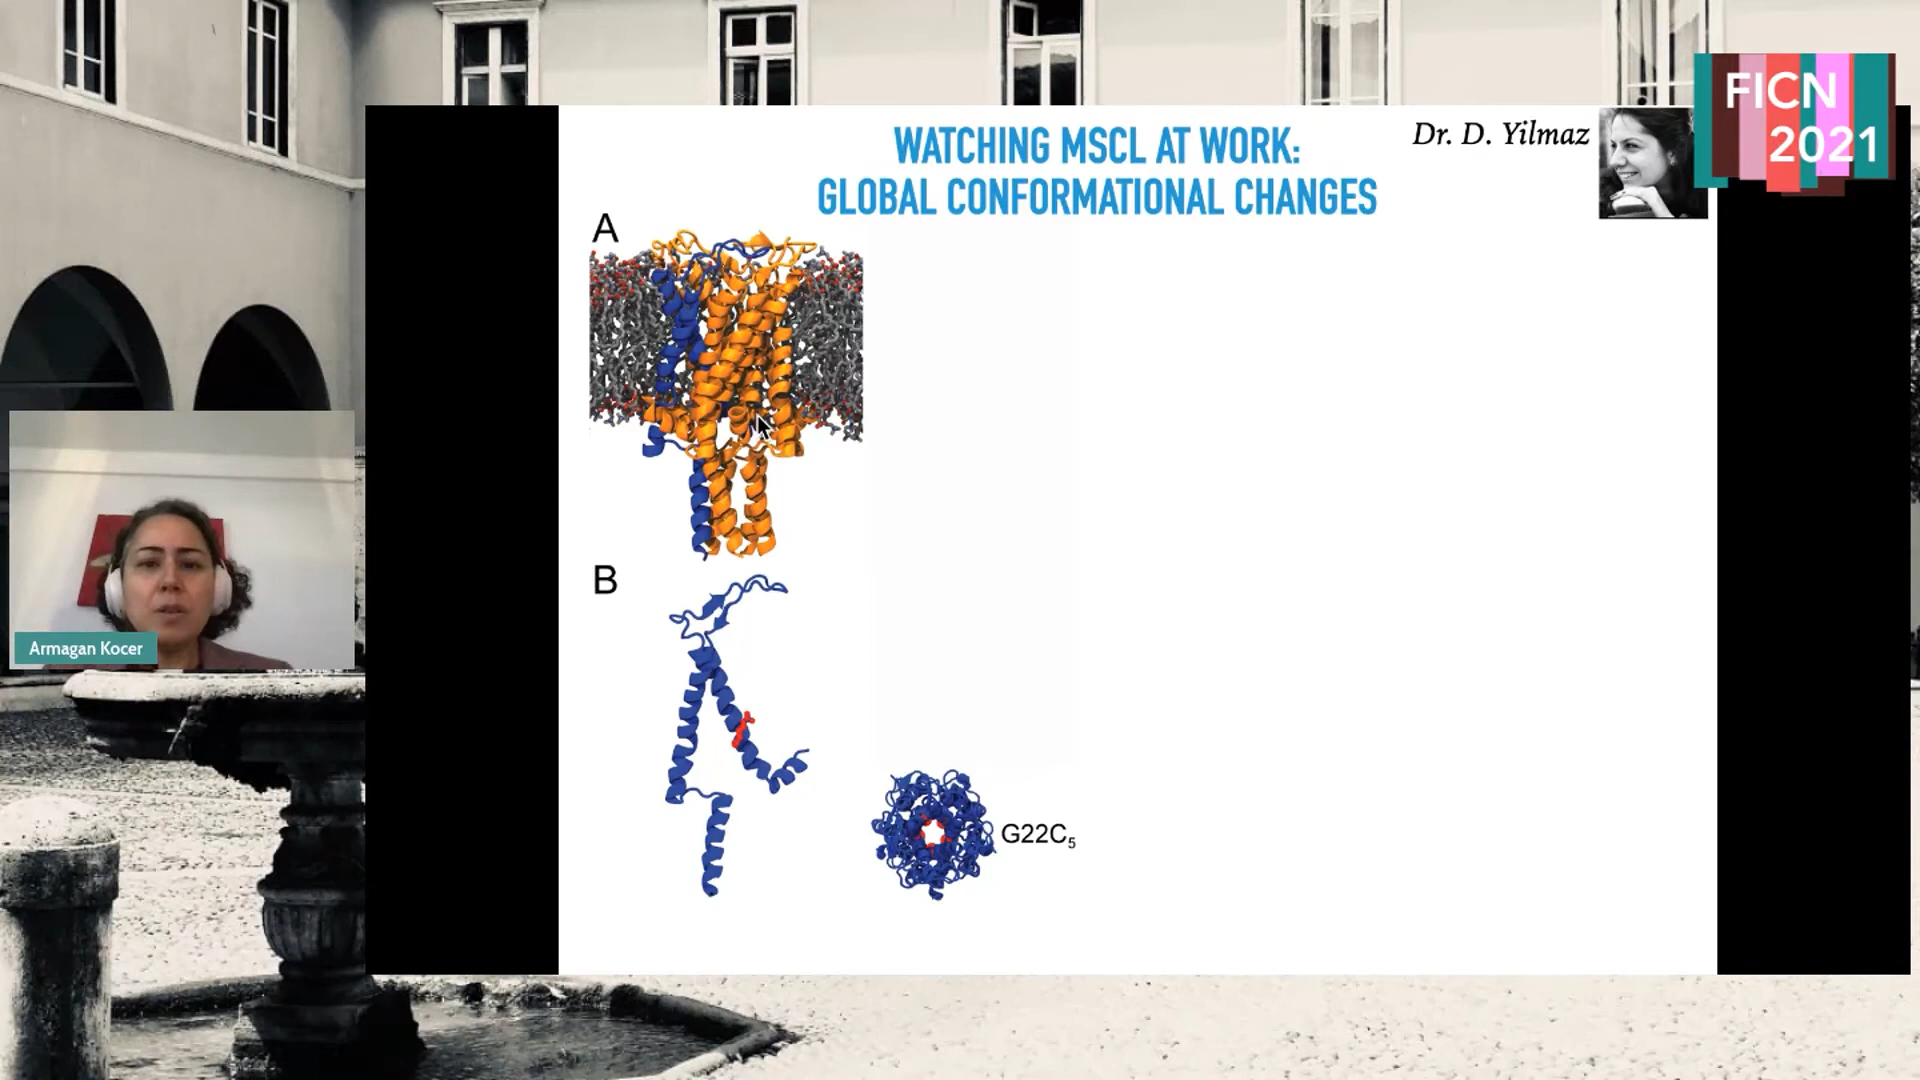 FICN
2021
Dr. D. Yilmaz
WATCHING MSCL AT WORK:
GLOBAL CONFORMATIONAL CHANGES
A
B
G22C5
Armagan Kocer